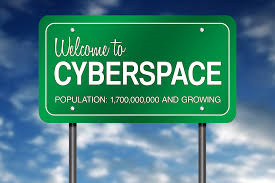 Welcome to
CYBERSPACE
POPULATION: 1,700,000,000 AND GROWING